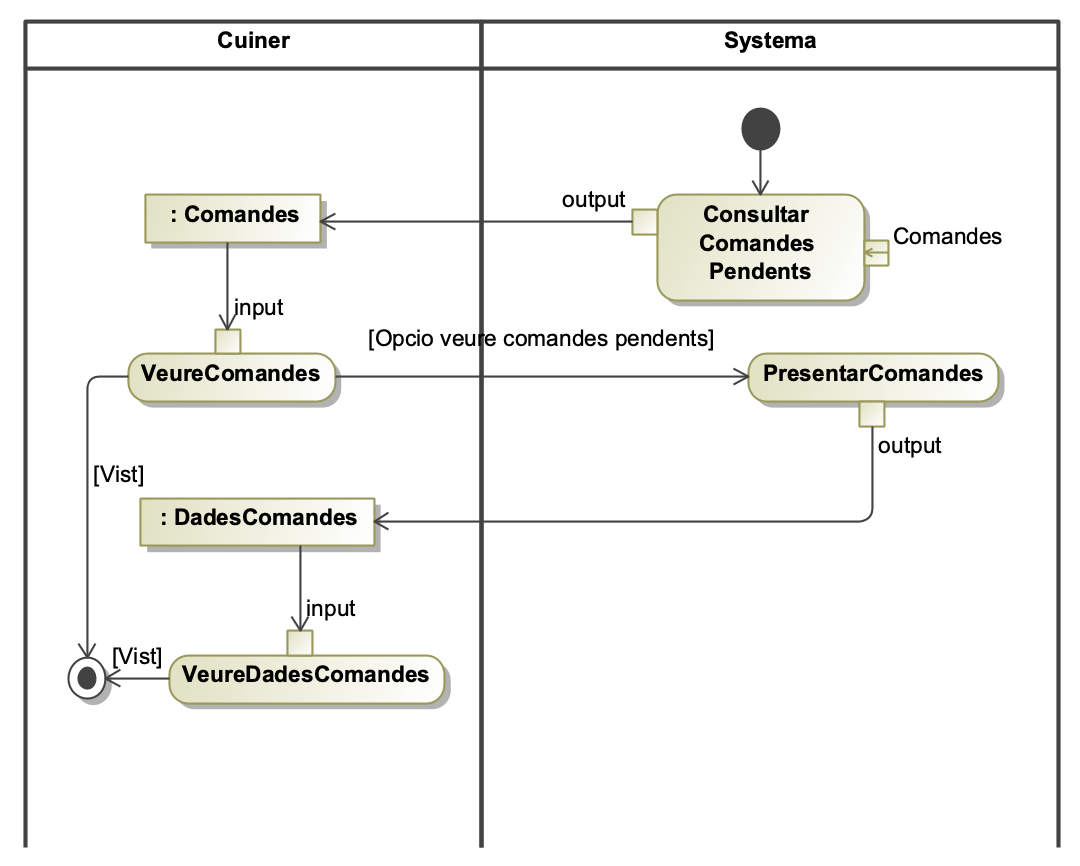 Cuiner
Systema
output
: Comandes
Consultar
Comandes
Pendents
Comandes
input
[Opcio veure comandes pendents]
VeureComandes
PresentarComandes
output
[Vist]
: DadesComandes
input
[Vist]
VeureDadesComandes